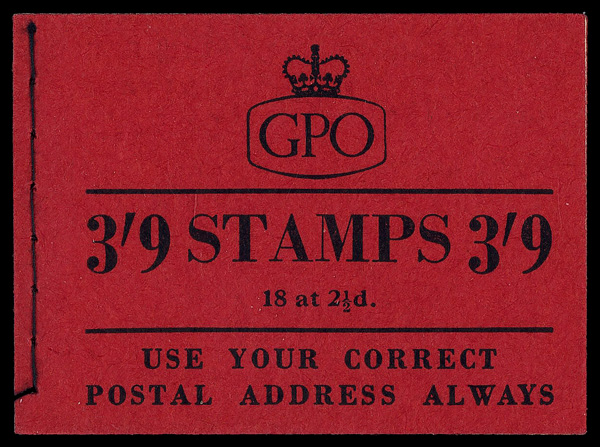 GPO
3'9 STAMPS 3'9
18 at 2½d.
USE YOUR CORRECT
POSTAL ADDRESS ALWAYS